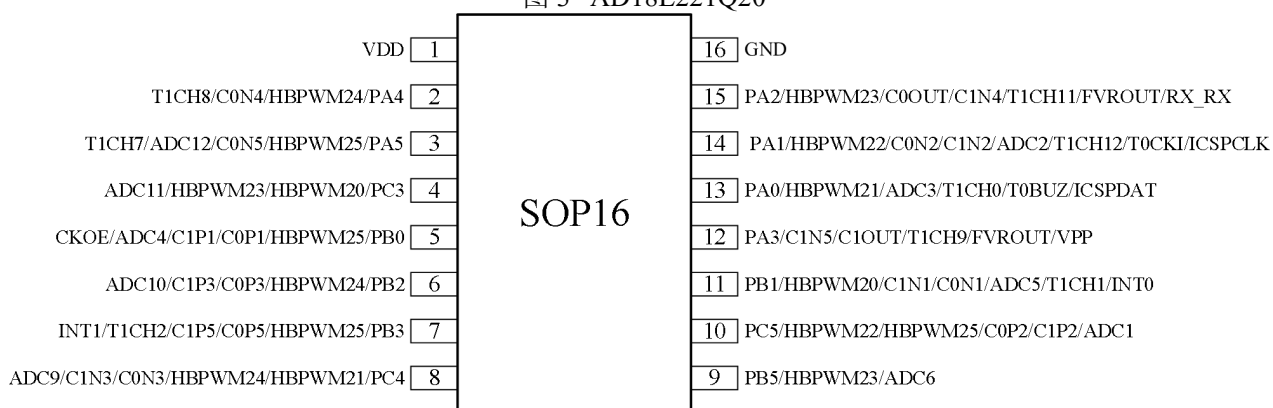 图 3 AD18E221Q20
VDD 1
16 GND
T1CH8/C0N4/HBPWM24/PA4 2
15 PA2/HBPWM23/C0OUT/C1N4/T1CH11/FVROUT/RX_RX
T1CH7/ADC12/C0N5/HBPWM25/PA5 3
14 PA1/HBPWM22/C0N2/C1N2/ADC2/T1CH12/T0CKI/ICSPCLK
ADC11/HBPWM23/HBPWM20/PC3 4
13 PA0/HBPWM21/ADC3/T1CH0/T0BUZ/ICSPDAT
SOP16
CKOE/ADC4/C1P1/C0P1/HBPWM25/PB0 5
12 PA3/C1N5/C1OUT/T1CH9/FVROUT/VPP
ADC10/C1P3/C0P3/HBPWM24/PB2 6
11 PB1/HBPWM20/C1N1/C0N1/ADC5/T1CH1/INT0
INT1/T1CH2/C1P5/C0P5/HBPWM25/PB3 7
10 PC5/HBPWM22/HBPWM25/C0P2/C1P2/ADC1
ADC9/C1N3/C0N3/HBPWM24/HBPWM21/PC4 8
9 PB5/HBPWM23/ADC6